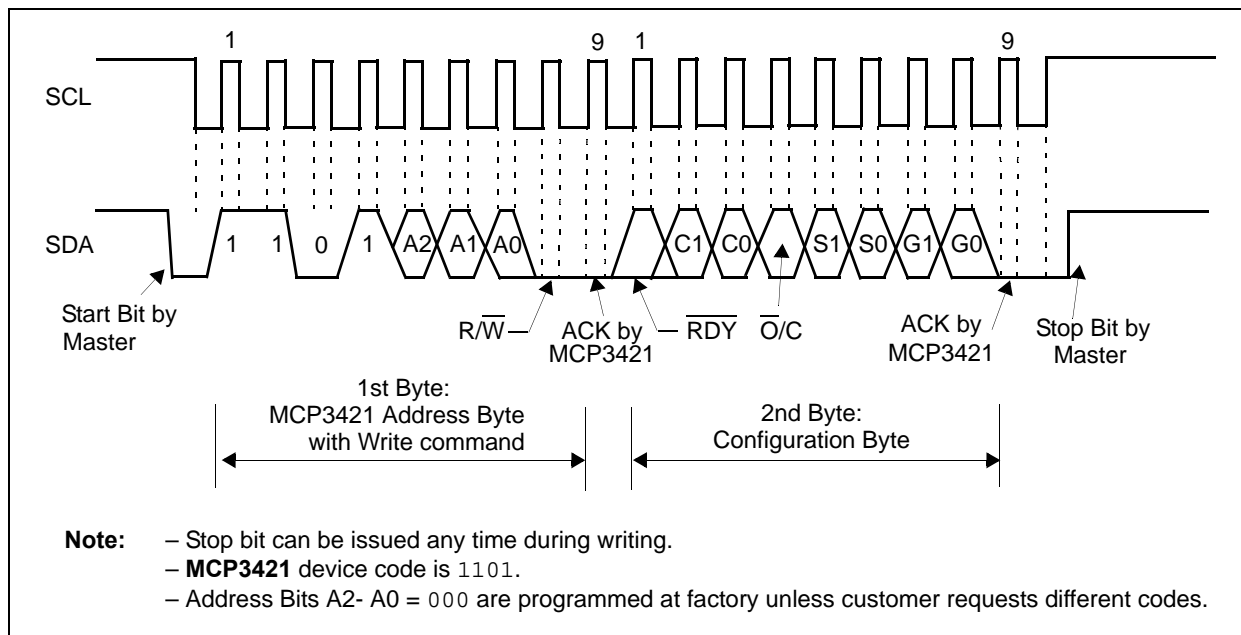 1 9 1 9
SCL
SDA 1 1 0 1 A2 A1 A0 C1 C0 O̅/C S1 S0 G1 G0
Start Bit by
Master
R/W̅
ACK by
MCP3421
R̅D̅Y̅
O̅/C
ACK by
MCP3421
Stop Bit by
Master
1st Byte:
MCP3421 Address Byte
with Write command
2nd Byte:
Configuration Byte
Note: – Stop bit can be issued any time during writing.
– MCP3421 device code is 1101.
– Address Bits A2- A0 = 000 are programmed at factory unless customer requests different codes.